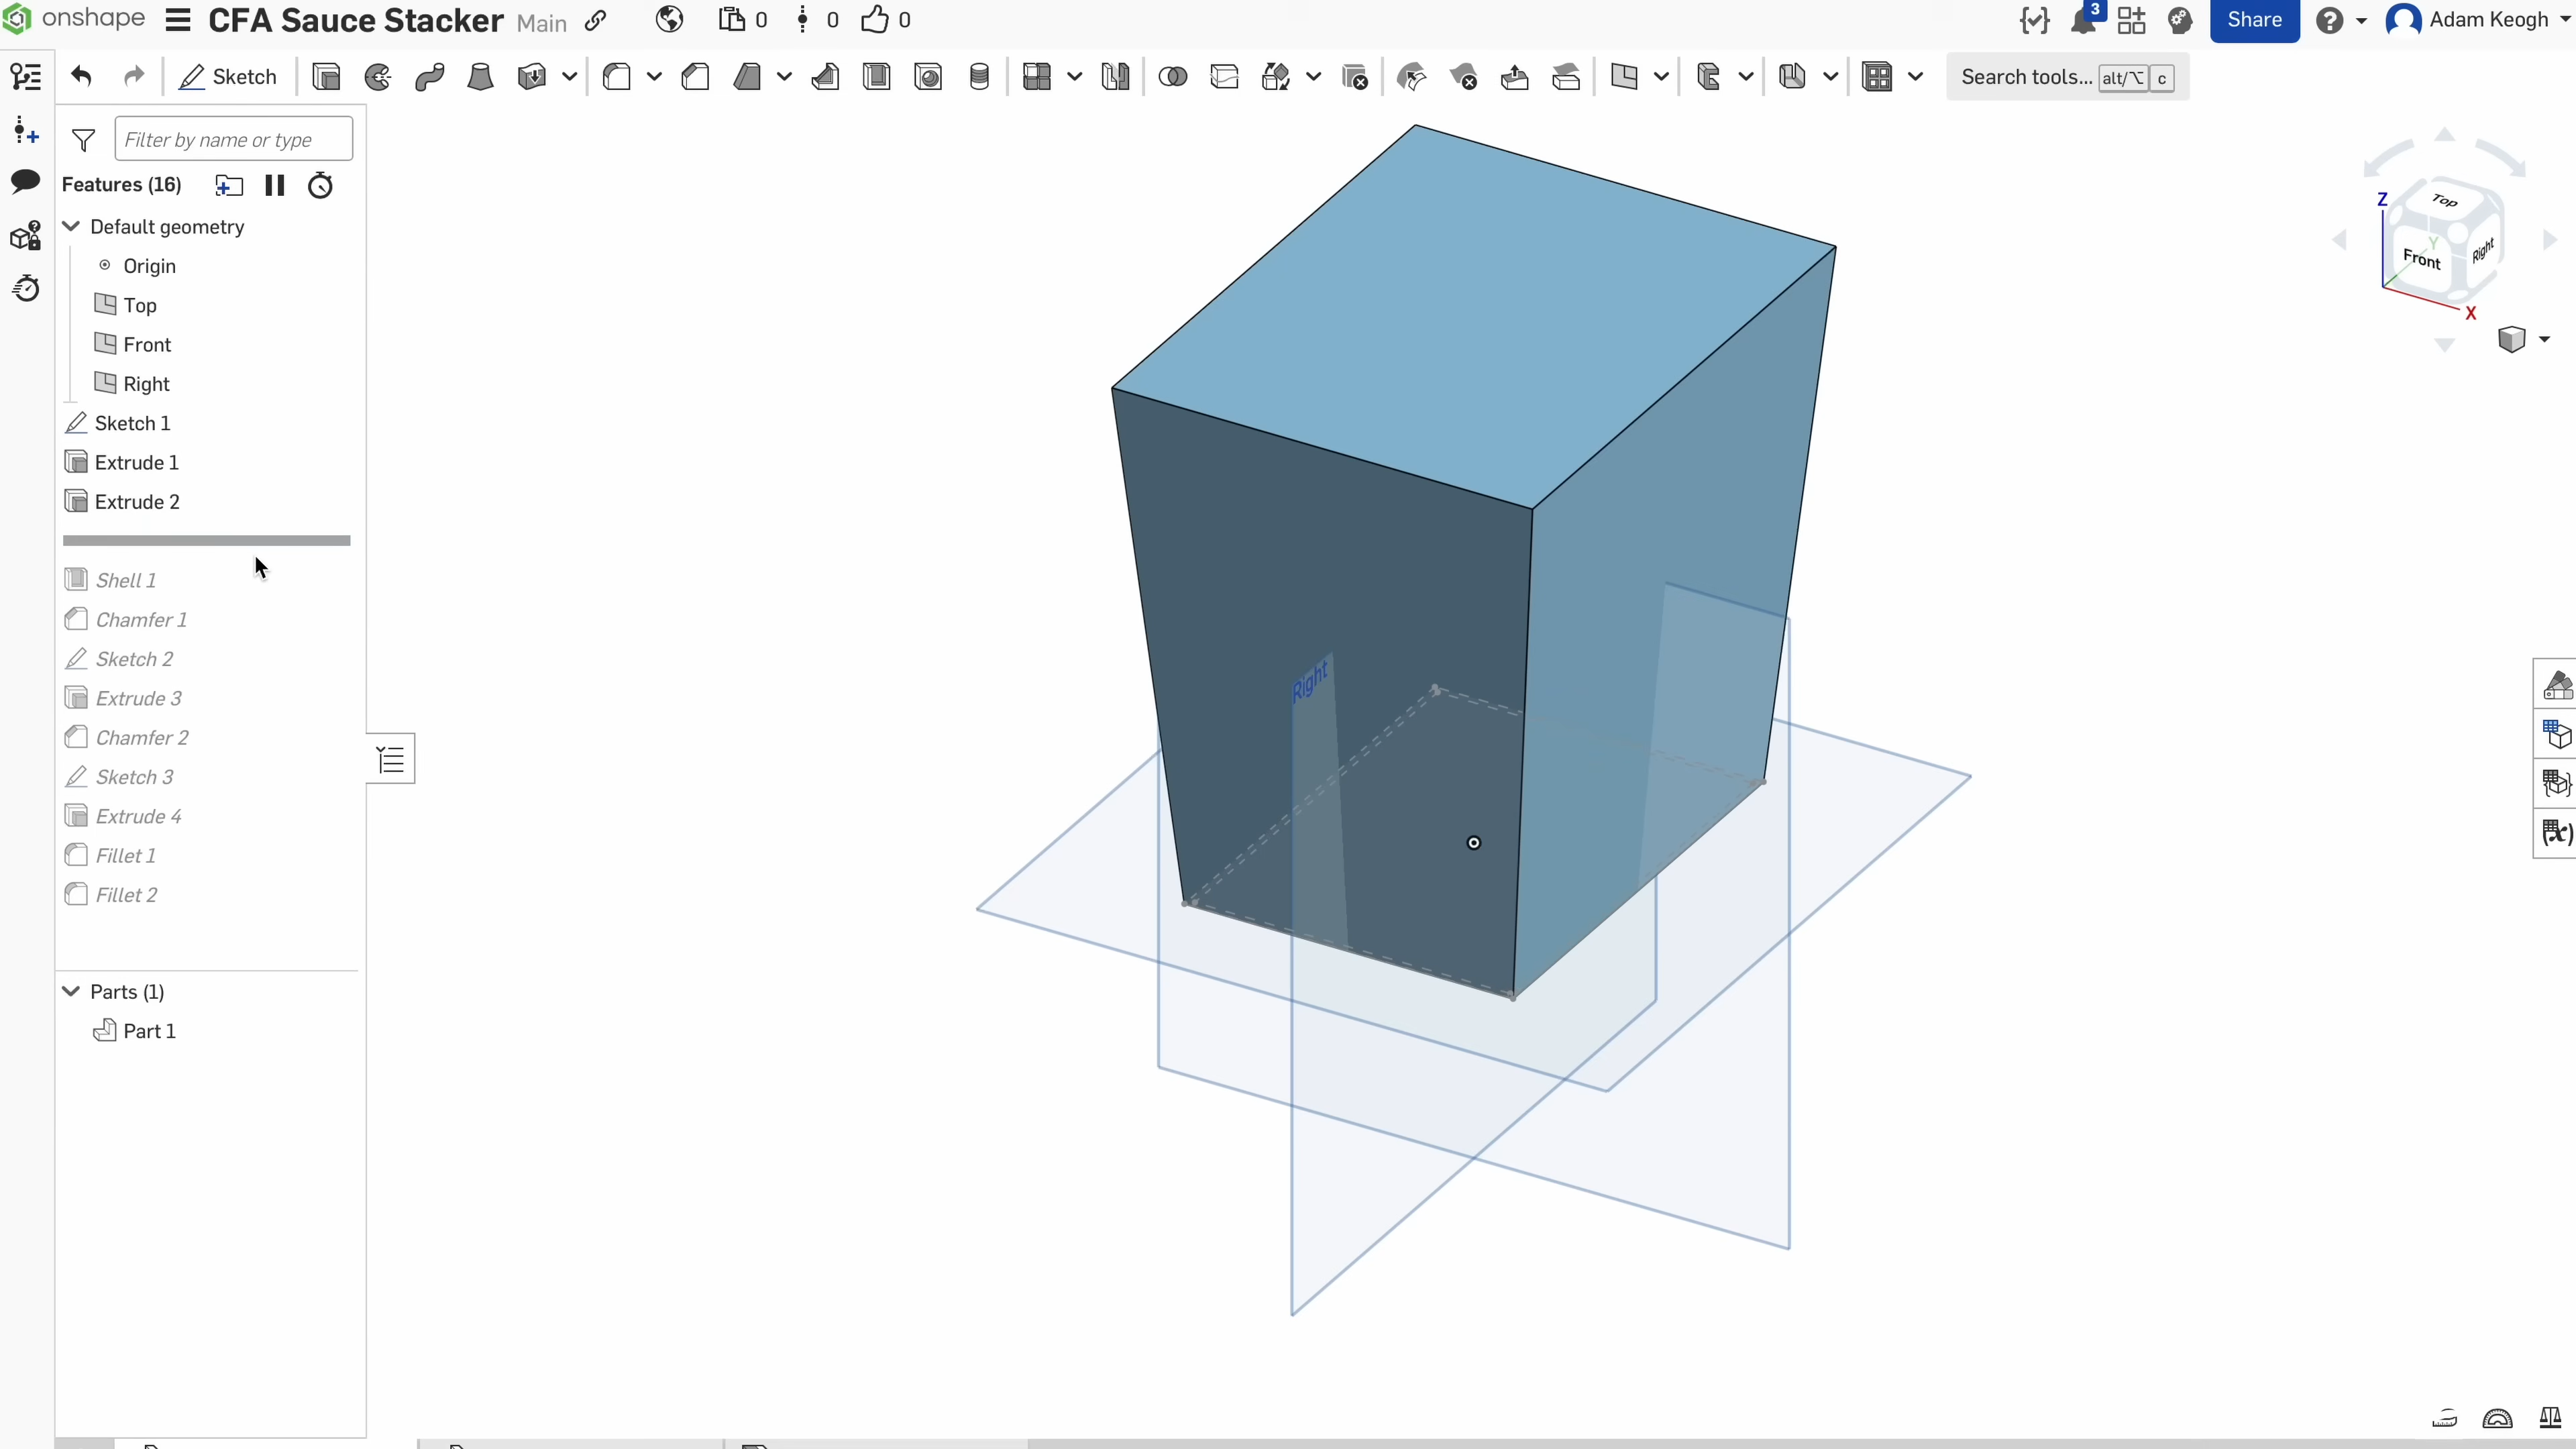 onshape CFA Sauce Stacker Main 0 0 0 3 Share Adam Keogh
Sketch Search tools... alt/⌥ c
Filter by name or type
Features (16)
Default geometry
Origin
Top
Front
Right
Sketch 1
Extrude 1
Extrude 2
Shell 1
Chamfer 1
Sketch 2
Extrude 3
Chamfer 2
Sketch 3
Extrude 4
Fillet 1
Fillet 2
Parts (1)
Part 1
Right
Z
Top
Y
Front
Right
X
(x)